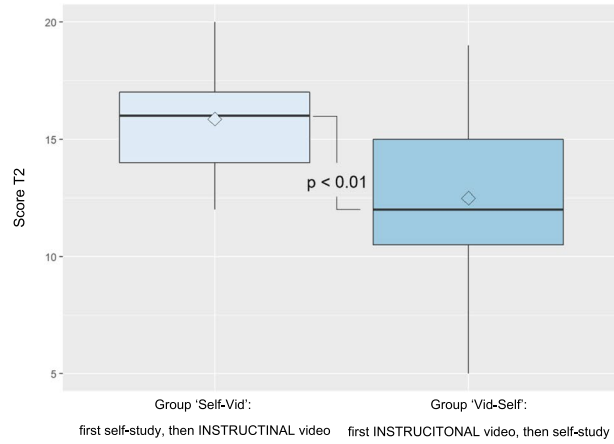 20
15
10
5
Score T2
p < 0.01
Group ‘Self-Vid’:
first self-study, then INSTRUCTINAL video
Group ‘Vid-Self’:
first INSTRUCITONAL video, then self-study